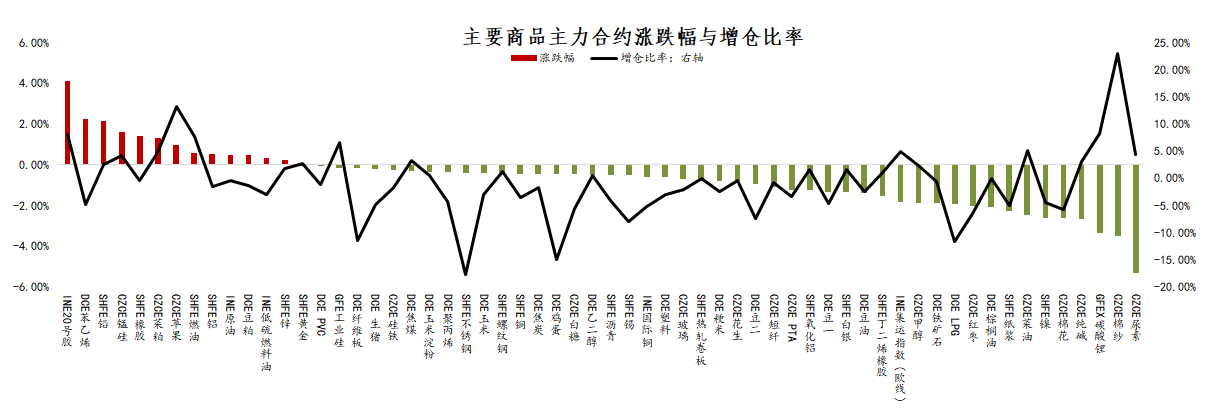 主要商品主力合约涨跌幅与增仓比率
涨跌幅
增仓比率：右轴
6.00%
4.00%
2.00%
0.00%
-2.00%
-4.00%
-6.00%
25.00%
20.00%
15.00%
10.00%
5.00%
0.00%
-5.00%
-10.00%
-15.00%
-20.00%
INE20号胶
DCE苯乙烯
SHFE铅
CZCE锰硅
SHFE橡胶
CZCE菜粕
CZCE苹果
SHFE燃油
SHFE铝
INE原油
DCE豆粕
INE低硫燃料油
SHFE锌
SHFE黄金
DCE PVC
GFE工业硅
DCE纤维板
DCE 生猪
CZCE硅铁
DCE焦煤
DCE玉米淀粉
DCE聚丙烯
SHFE不锈钢
DCE玉米
SHFE螺纹钢
SHFE铜
DCE焦炭
DCE鸡蛋
CZCE白糖
DCE乙二醇
SHFE沥青
SHFE锡
INE国际铜
DCE塑料
CZCE玻璃
SHFE热轧卷板
DCE粳米
CZCE花生
DCE豆二
CZCE短纤
CZCE PTA
SHFE氧化铝
DCE豆一
SHFE白银
DCE豆油
SHFE丁二烯橡胶
INE集运指数（欧线）
CZCE甲醇
DCE铁矿石
DCE LPG
CZCE红枣
DCE棕榈油
SHFE纸浆
CZCE菜油
SHFE镍
CZCE棉花
CZCE纯碱
GFEX碳酸锂
CZCE棉纱
CZCE尿素